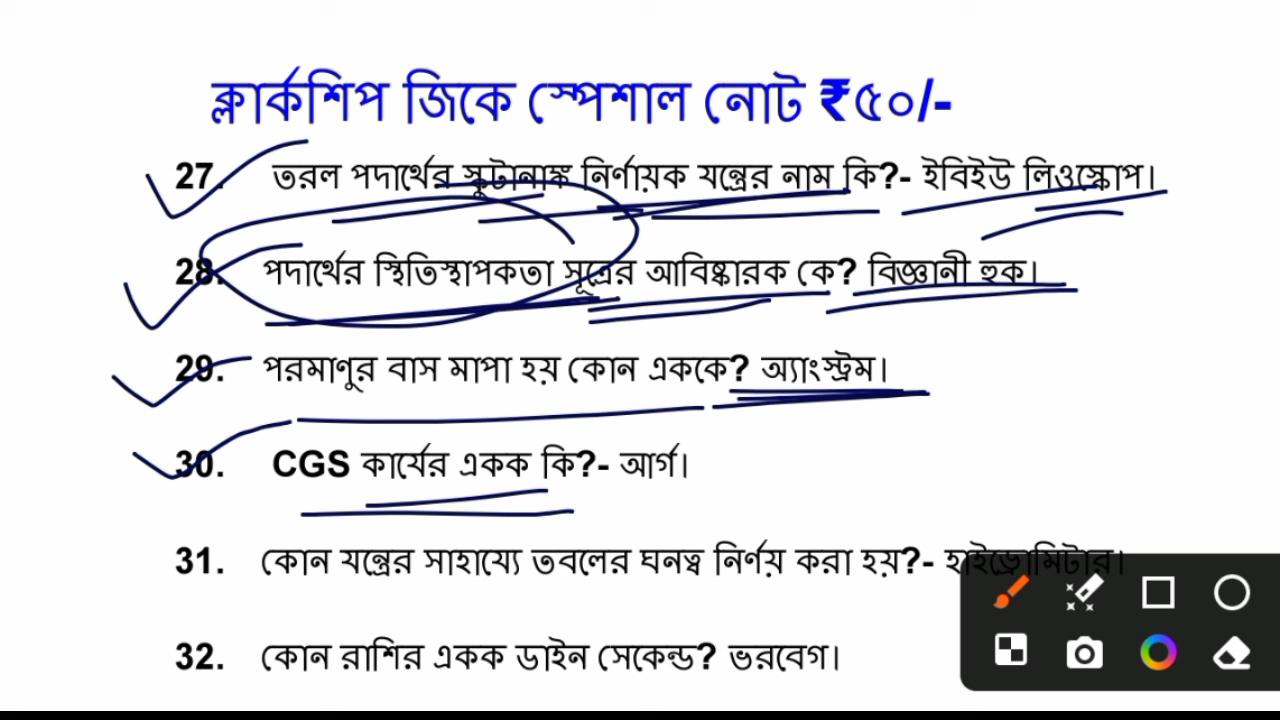 ক্লার্কশিপ জিকে স্পেশাল নোট ₹৫০/-
27. তরল পদার্থের স্কুটানাঙ্ক নির্ণায়ক যন্ত্রের নাম কি?- ইবিইউ লিওস্কোপ।
28. পদার্থের স্থিতিস্থাপকতা সূত্রের আবিষ্কারক কে? বিজ্ঞানী হুক।
29. পরমাণুর বাস মাপা হয় কোন এককে? অ্যাংস্ট্রম।
30. CGS কার্যের একক কি?- আর্গ।
31. কোন যন্ত্রের সাহায্যে তবলের ঘনত্ব নির্ণয় করা হয়?- হাইড্রোমিটার।
32. কোন রাশির একক ডাইন সেকেন্ড? ভরবেগ।